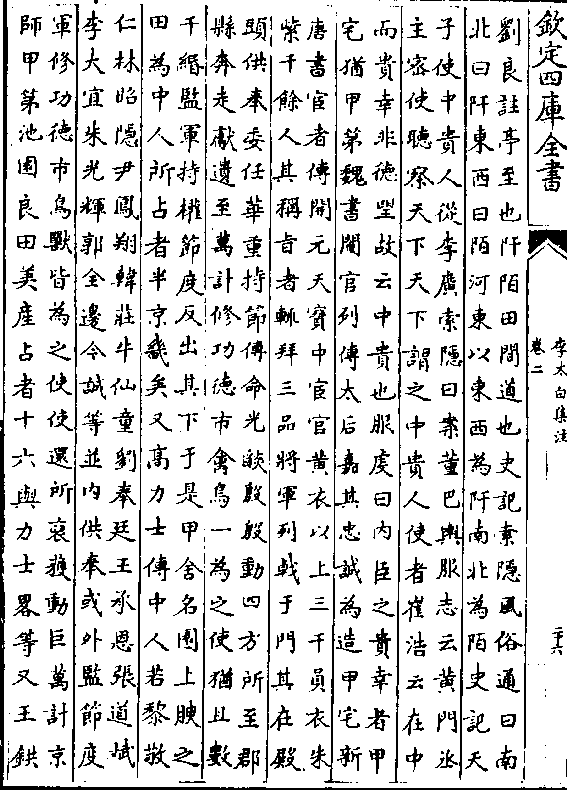 欽定四庫全書
李太白集注
卷二
二十六
劉良註亭至也阡陌田間道也史記索隱風俗通曰南
北曰阡東西曰陌河東以東西為阡南北為陌史記天
子使中貴人從李廣索隱曰案董巴輿服志云黃門丞
主密使聽察天下天下謂之中貴人使者崔浩云在中
而貴幸非德望故云中貴也服虔曰內臣之貴幸者甲
宅猶甲第魏書閹官列傳太后嘉其忠誠為造甲宅新
唐書宦者傳開元天寶中宦官黃衣以上三千員衣朱
紫千餘人其稱旨者輒拜三品將軍列戟于門其在殿
頭供奉委任華重持節傳命光燄殷殷動四方所至郡
縣奔走獻遺至萬計修功德市禽鳥一為之使猶且數
千緡監軍持權節度反出其下于是甲舍名園上腴之
田為中人所占者半京畿矣又高力士傳中人若黎敬
仁林昭隱尹鳳翔韓莊牛仙童劉奉廷王承恩張道斌
李大宜朱光輝郭全邊令誠等並內供奉或外監節度
軍修功德市鳥獸皆為之使使還所裒獲動巨萬計京
師甲第池園良田美產占者十六與力士畧等又王鉷